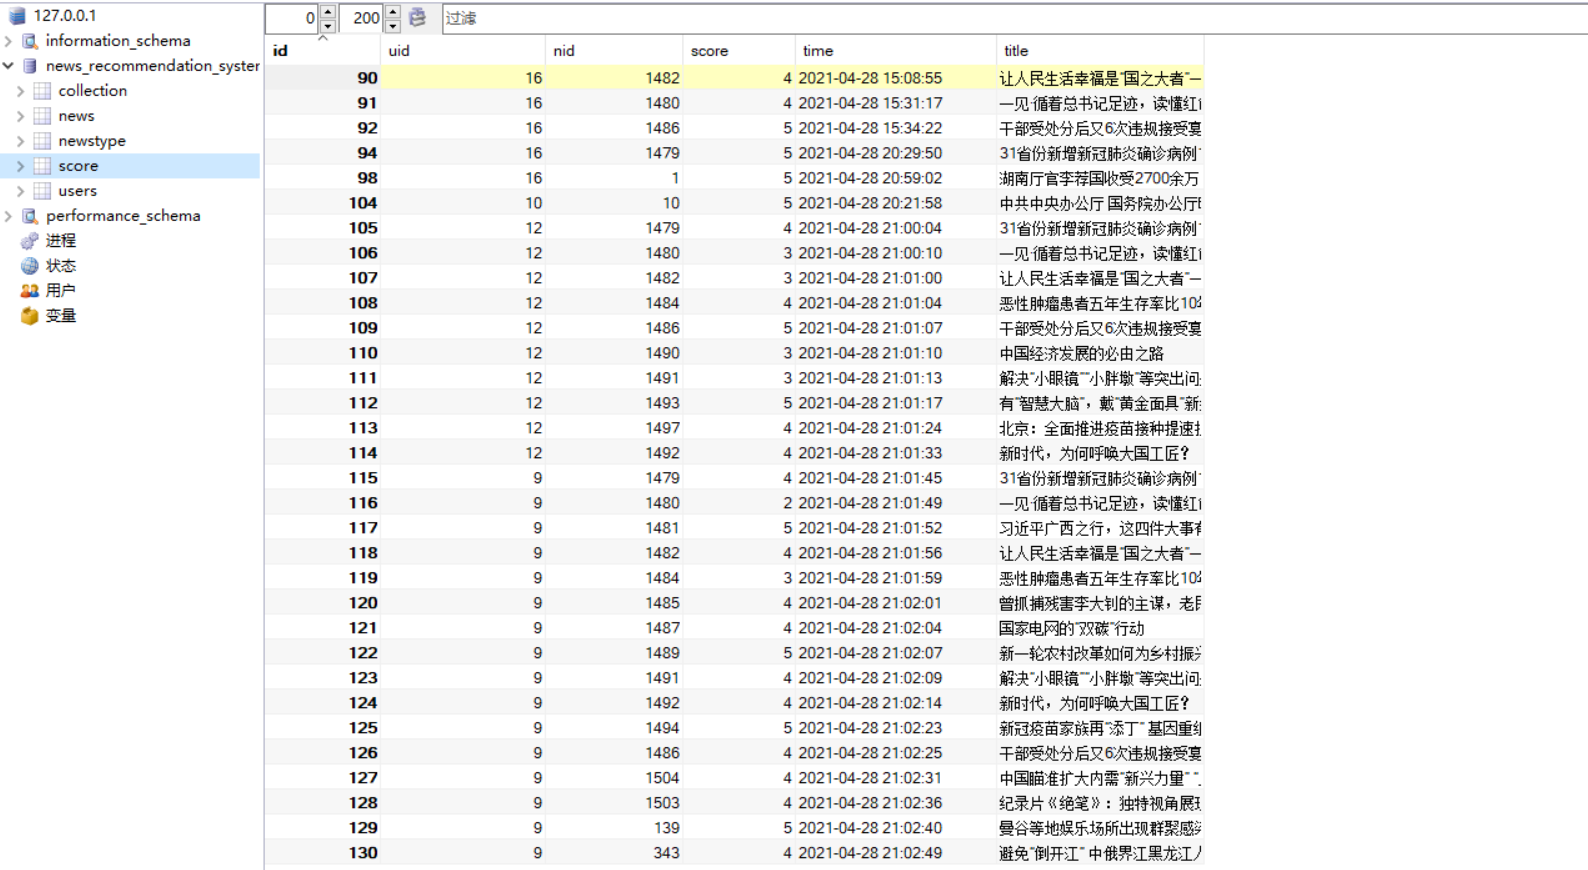 127.0.0.1
information_schema
news_recommendation_syster
collection
news
newstype
score
users
performance_schema
进程
状态
用户
变量
0 200 过滤
id uid nid score time title
90 16 1482 4 2021-04-28 15:08:55 让人民生活幸福是"国之大者"—
91 16 1480 4 2021-04-28 15:31:17 一见·循着总书记足迹，读懂红
92 16 1486 5 2021-04-28 15:34:22 干部受处分后又6次违规接受宴
94 16 1479 5 2021-04-28 20:29:50 31省份新增新冠肺炎确诊病例
98 16 1 5 2021-04-28 20:59:02 湖南厅官李荐国收受2700余万
104 10 10 5 2021-04-28 20:21:58 中共中央办公厅 国务院办公厅
105 12 1479 4 2021-04-28 21:00:04 31省份新增新冠肺炎确诊病例
106 12 1480 3 2021-04-28 21:00:10 一见·循着总书记足迹，读懂红
107 12 1482 3 2021-04-28 21:01:00 让人民生活幸福是"国之大者"—
108 12 1484 4 2021-04-28 21:01:04 恶性肿瘤患者五年生存率比10
109 12 1486 5 2021-04-28 21:01:07 干部受处分后又6次违规接受宴
110 12 1490 3 2021-04-28 21:01:10 中国经济发展的必由之路
111 12 1491 3 2021-04-28 21:01:13 解决"小眼镜""小胖墩"等突出问
112 12 1493 5 2021-04-28 21:01:17 有"智慧大脑"，戴"黄金面具"新
113 12 1497 4 2021-04-28 21:01:24 北京：全面推进疫苗接种提速
114 12 1492 4 2021-04-28 21:01:33 新时代，为何呼唤大国工匠？
115 9 1479 4 2021-04-28 21:01:45 31省份新增新冠肺炎确诊病例
116 9 1480 2 2021-04-28 21:01:49 一见·循着总书记足迹，读懂红
117 9 1481 5 2021-04-28 21:01:52 习近平广西之行，这四件大事
118 9 1482 4 2021-04-28 21:01:56 让人民生活幸福是"国之大者"—
119 9 1484 3 2021-04-28 21:01:59 恶性肿瘤患者五年生存率比10
120 9 1485 4 2021-04-28 21:02:01 曾抓捕残害李大钊的主谋，老
121 9 1487 4 2021-04-28 21:02:04 国家电网的"双碳"行动
122 9 1489 5 2021-04-28 21:02:07 新一轮农村改革如何为乡村振
123 9 1491 4 2021-04-28 21:02:09 解决"小眼镜""小胖墩"等突出问
124 9 1492 4 2021-04-28 21:02:14 新时代，为何呼唤大国工匠？
125 9 1494 5 2021-04-28 21:02:23 新冠疫苗家族再"添丁" 基因重
126 9 1486 4 2021-04-28 21:02:25 干部受处分后又6次违规接受宴
127 9 1504 4 2021-04-28 21:02:31 中国瞄准扩大内需"新兴力量" "
128 9 1503 4 2021-04-28 21:02:36 纪录片《绝笔》：独特视角展
129 9 139 5 2021-04-28 21:02:40 曼谷等地娱乐场所出现群聚感
130 9 343 4 2021-04-28 21:02:49 避免"倒开江" 中俄界江黑龙江